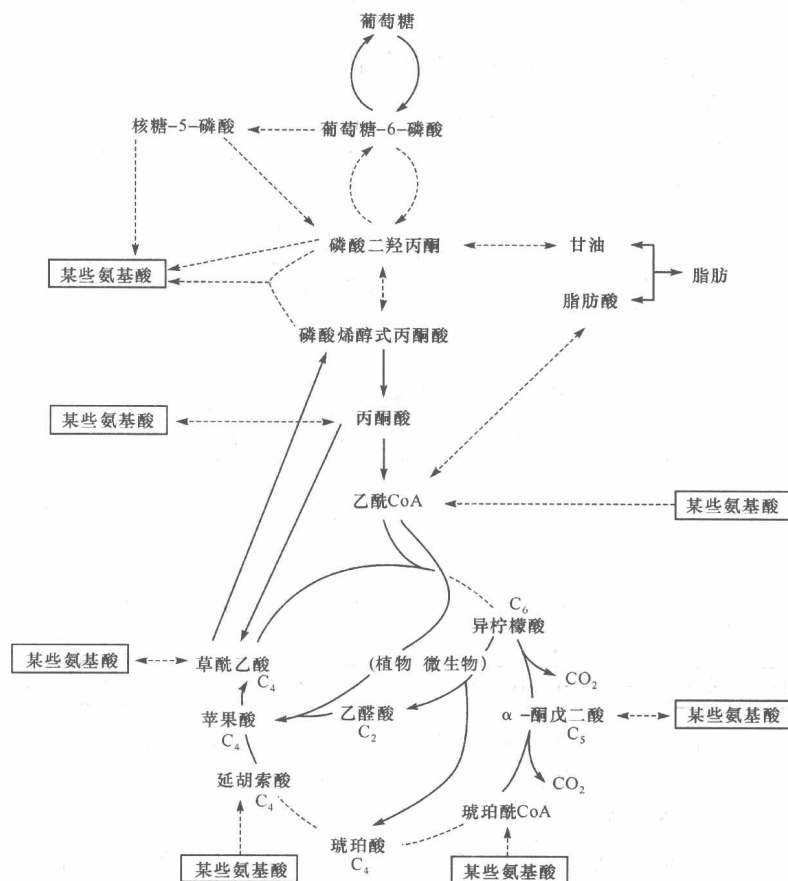 葡萄糖
核糖-5-磷酸
葡萄糖-6-磷酸
磷酸二羟丙酮
甘油
某些氨基酸
脂肪
脂肪酸
磷酸烯醇式丙酮酸
某些氨基酸
丙酮酸
乙酰CoA
某些氨基酸
C6
异柠檬酸
某些氨基酸
草酰乙酸
C4
(植物 微生物)
CO2
苹果酸
C4
乙醛酸
C2
α-酮戊二酸
C5
某些氨基酸
延胡索酸
C4
CO2
琥珀酰CoA
琥珀酸
C4
某些氨基酸
某些氨基酸